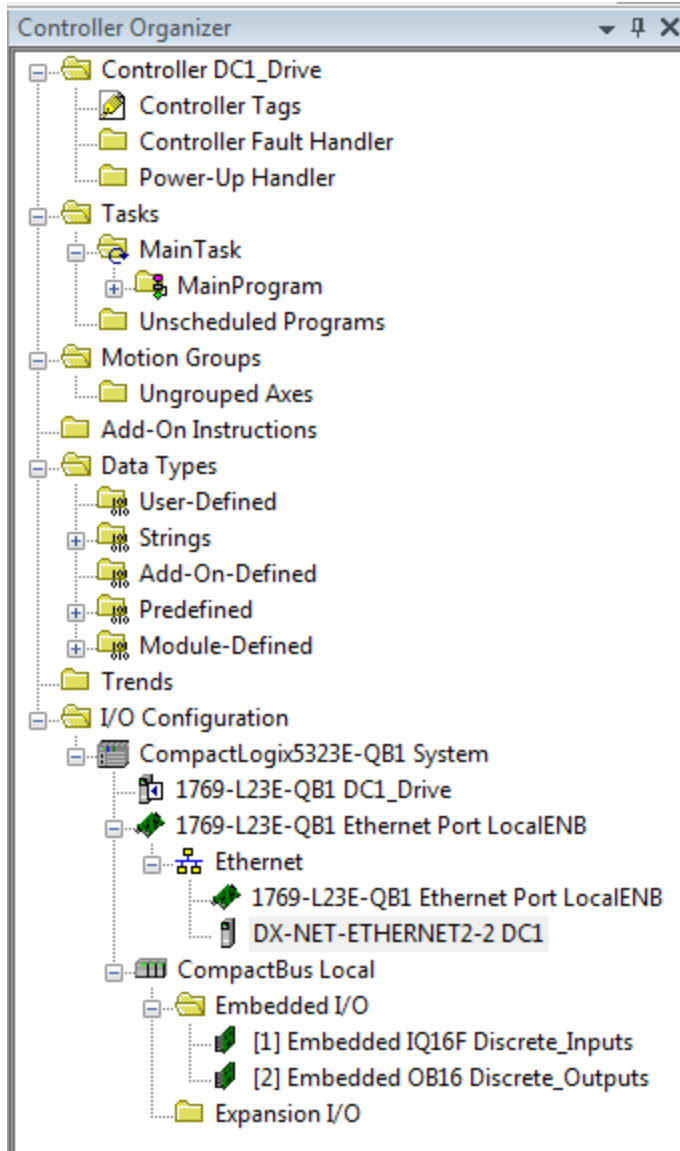 Controller Organizer
Controller DC1_Drive
Controller Tags
Controller Fault Handler
Power-Up Handler
Tasks
MainTask
MainProgram
Unscheduled Programs
Motion Groups
Ungrouped Axes
Add-On Instructions
Data Types
User-Defined
Strings
Add-On-Defined
Predefined
Module-Defined
Trends
I/O Configuration
CompactLogix5323E-QB1 System
1769-L23E-QB1 DC1_Drive
1769-L23E-QB1 Ethernet Port LocalENB
Ethernet
1769-L23E-QB1 Ethernet Port LocalENB
DX-NET-ETHERNET2-2 DC1
CompactBus Local
Embedded I/O
[1] Embedded IQ16F Discrete_Inputs
[2] Embedded OB16 Discrete_Outputs
Expansion I/O